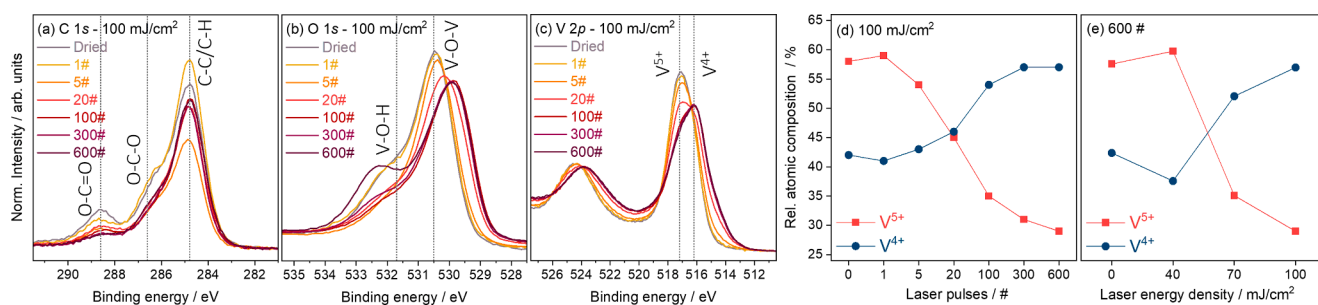 (a) C 1s - 100 mJ/cm²
Dried
1#
5#
20#
100#
300#
600#
O-C=O
O-C-O
C-C/C-H
Norm. Intensity / arb. units
290 288 286 284 282
Binding energy / eV
(b) O 1s - 100 mJ/cm²
Dried
1#
5#
20#
100#
300#
600#
V-O-H
V-O-V
535 534 533 532 531 530 529 528
Binding energy / eV
(c) V 2p - 100 mJ/cm²
Dried
1#
5#
20#
100#
300#
600#
V⁵⁺
V⁴⁺
526 524 522 520 518 516 514 512 510
Binding energy / eV
(d) 100 mJ/cm²
Rel. atomic composition / %
65
60
55
50
45
40
35
30
25
V⁵⁺
V⁴⁺
0 1 5 20 100 300 600
Laser pulses / #
(e) 600 #
V⁵⁺
V⁴⁺
0 40 70 100
Laser energy density / mJ/cm²